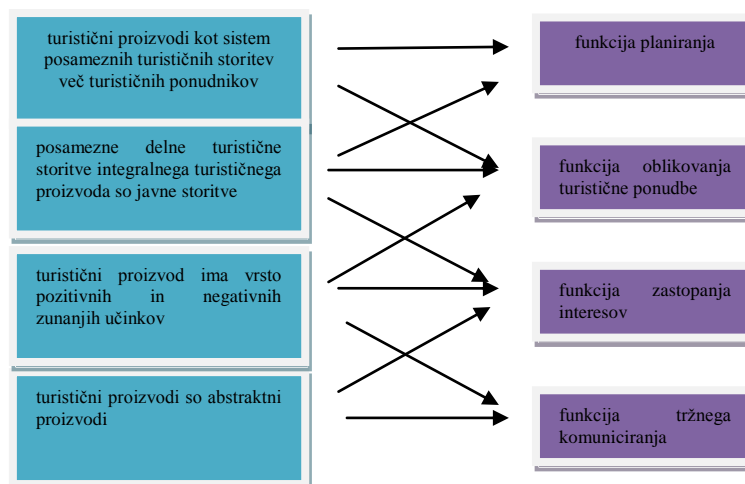 turistični proizvodi kot sistem
posameznih turističnih storitev
več turističnih ponudnikov
posamezne delne turistične
storitve integralnega turističnega
proizvoda so javne storitve
turistični proizvod ima vrsto
pozitivnih in negativnih
zunanjih učinkov
turistični proizvodi so abstraktni
proizvodi
funkcija planiranja
funkcija oblikovanja
turistične ponudbe
funkcija zastopanja
interesov
funkcija tržnega
komuniciranja